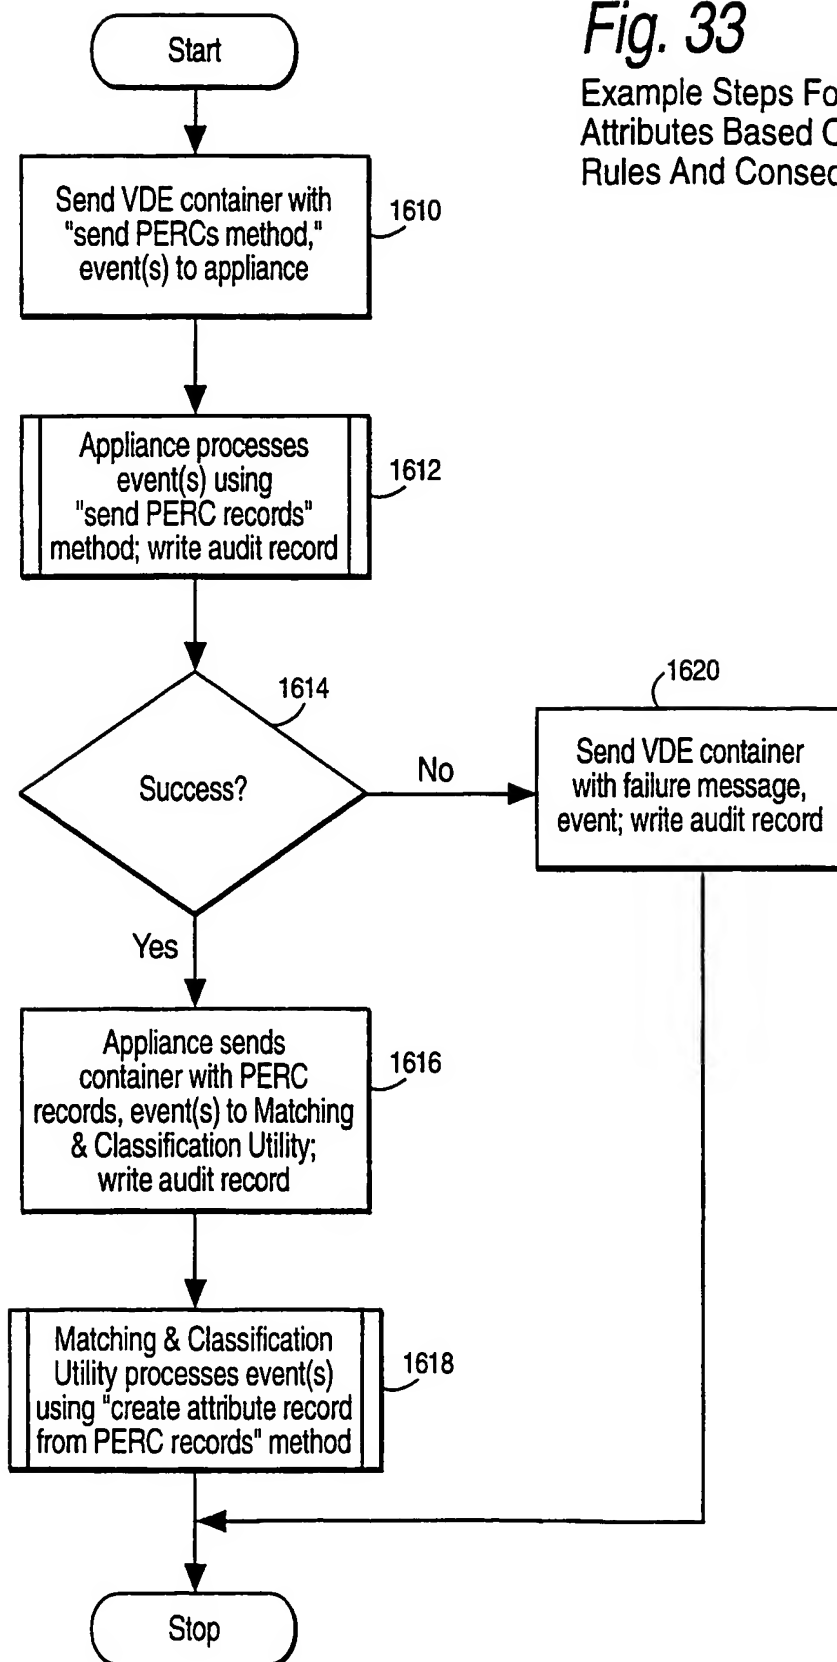 Fig. 33
Example Steps Fo
Attributes Based
Rules And Conse
Start
Send VDE container with
"send PERCs method,"
event(s) to appliance
1610
Appliance processes
event(s) using
"send PERC records"
method; write audit record
1612
1614
Success?
No
Yes
1620
Send VDE container
with failure message,
event; write audit record
Appliance sends
container with PERC
records, event(s) to Matching
& Classification Utility;
write audit record
1616
Matching & Classification
Utility processes event(s)
using "create attribute record
from PERC records" method
1618
Stop